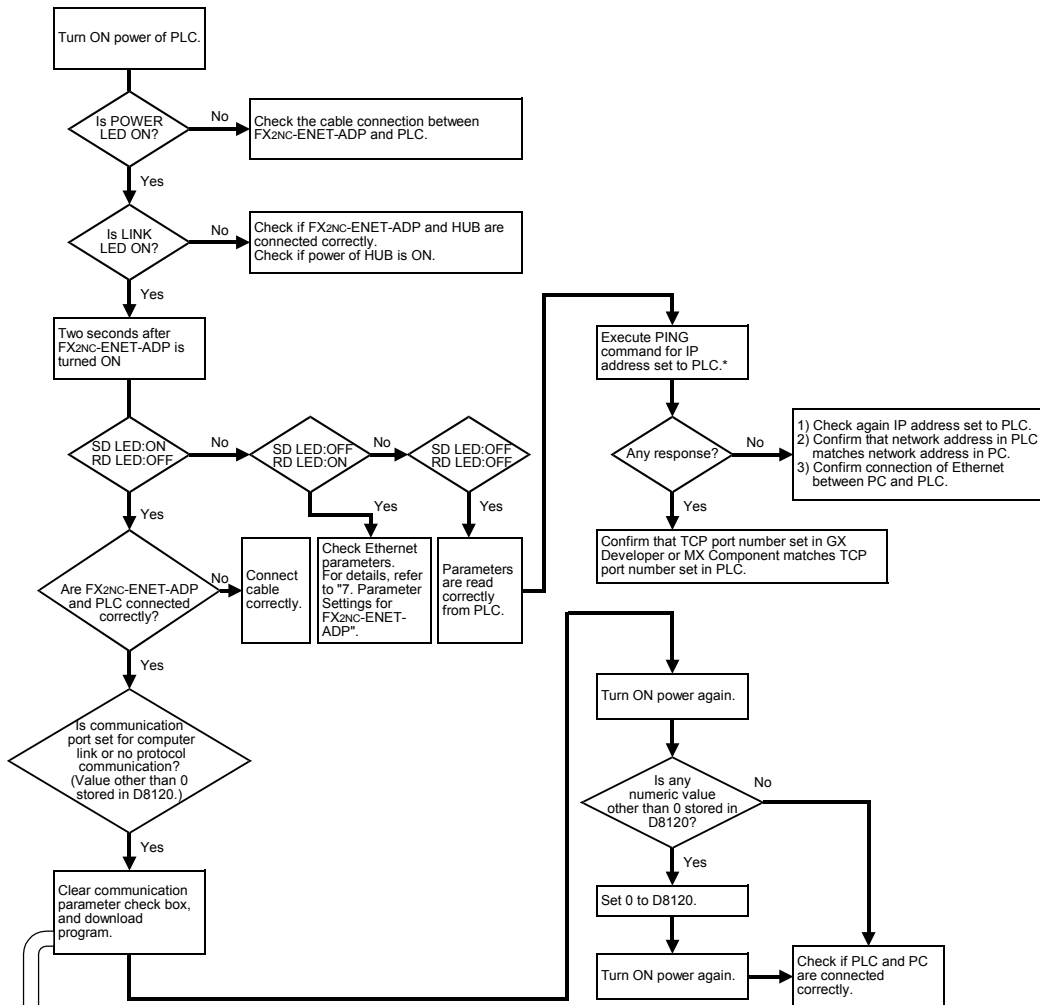 Turn ON power of PLC.
Is POWER
LED ON?
No
Check the cable connection between
FX2NC-ENET-ADP and PLC.
Yes
Is LINK
LED ON?
No
Check if FX2NC-ENET-ADP and HUB are
connected correctly.
Check if power of HUB is ON.
Yes
Two seconds after
FX2NC-ENET-ADP is
turned ON
SD LED:ON
RD LED:OFF
No
SD LED:OFF
RD LED:ON
No
SD LED:OFF
RD LED:OFF
Yes
Yes
Yes
Are FX2NC-ENET-ADP
and PLC connected
correctly?
No
Connect
cable
correctly.
Check Ethernet
parameters.
For details, refer
to "7. Parameter
Settings for
FX2NC-ENET-
ADP".
Parameters
are read
correctly
from PLC.
Yes
Is communication
port set for computer
link or no protocol
communication?
(Value other than 0
stored in D8120.)
Yes
Clear communication
parameter check box,
and download
program.
Execute PING
command for IP
address set to PLC.*
Any response?
No
1) Check again IP address set to PLC.
2) Confirm that network address in PLC
matches network address in PC.
3) Confirm connection of Ethernet
between PC and PLC.
Yes
Confirm that TCP port number set in GX
Developer or MX Component matches TCP
port number set in PLC.
Turn ON power again.
Is any
numeric value
other than 0 stored in
D8120?
No
Yes
Set 0 to D8120.
Turn ON power again.
Check if PLC and PC
are connected
correctly.